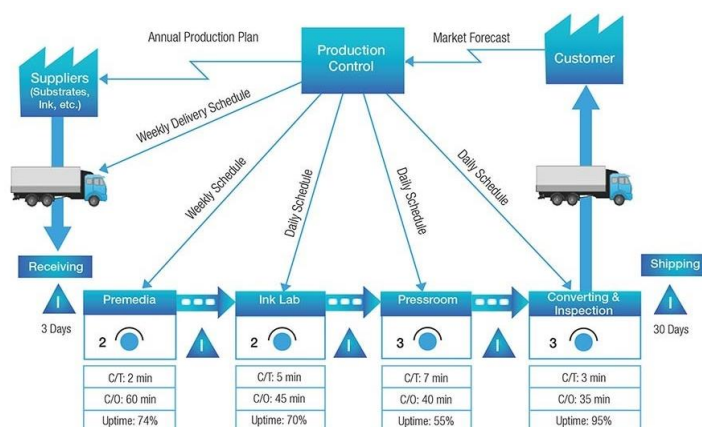 Annual Production Plan
Production
Control
Market Forecast
Customer
Suppliers
(Substrates,
Ink, etc.)
Weekly Delivery Schedule
Weekly Schedule
Daily Schedule
Daily Schedule
Daily Schedule
Receiving
Shipping
I
3 Days
Premedia
2
C/T: 2 min
C/O: 60 min
Uptime: 74%
I
Ink Lab
2
C/T: 5 min
C/O: 45 min
Uptime: 70%
I
Pressroom
3
C/T: 7 min
C/O: 40 min
Uptime: 55%
I
Converting &
Inspection
3
C/T: 3 min
C/O: 35 min
Uptime: 95%
I
30 Days